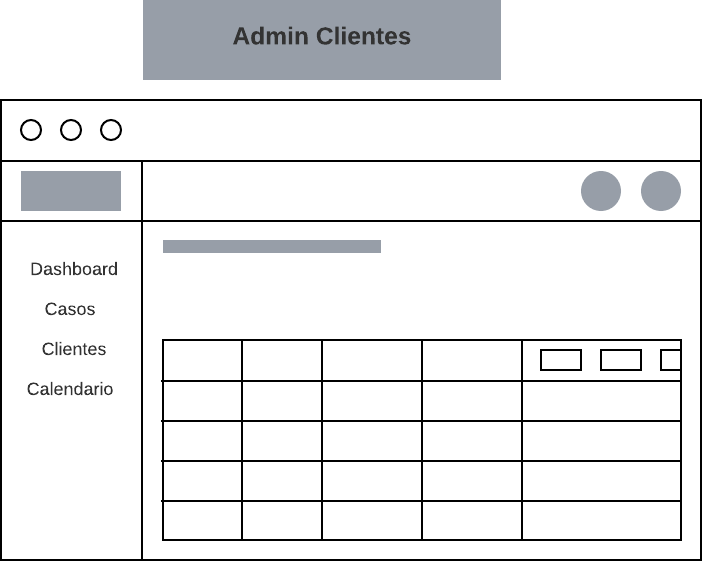 Admin Clientes
Dashboard
Casos
Clientes
Calendario